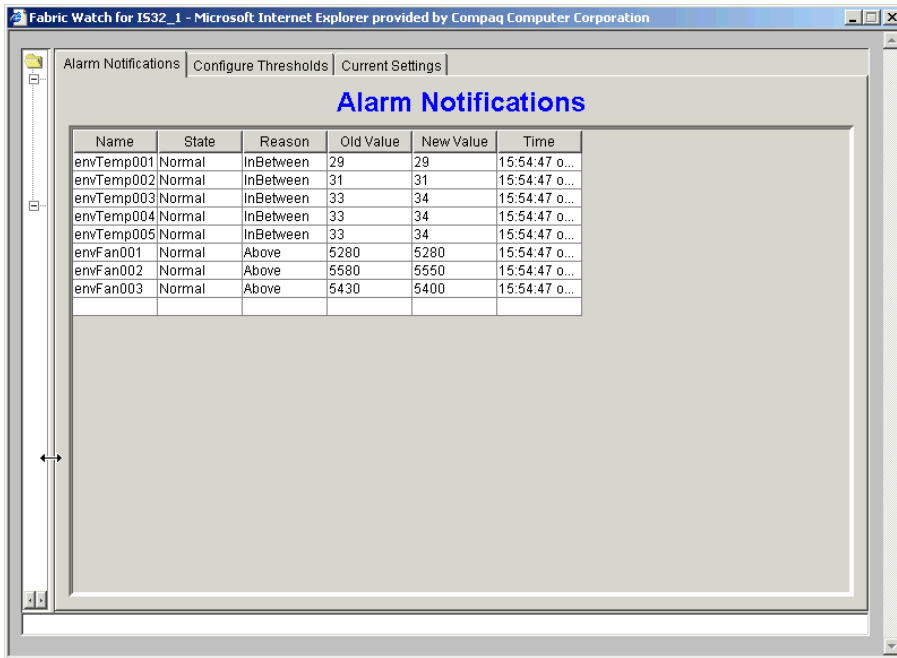 Fabric Watch for IS32_1 - Microsoft Internet Explorer provided by Compaq Computer Corporation
Alarm Notifications Configure Thresholds Current Settings
Alarm Notifications
Name State Reason Old Value New Value Time
envTemp001 Normal InBetween 29 29 15:54:47 o...
envTemp002 Normal InBetween 31 31 15:54:47 o...
envTemp003 Normal InBetween 33 34 15:54:47 o...
envTemp004 Normal InBetween 33 34 15:54:47 o...
envTemp005 Normal InBetween 33 34 15:54:47 o...
envFan001 Normal Above 5280 5280 15:54:47 o...
envFan002 Normal Above 5580 5550 15:54:47 o...
envFan003 Normal Above 5430 5400 15:54:47 o...